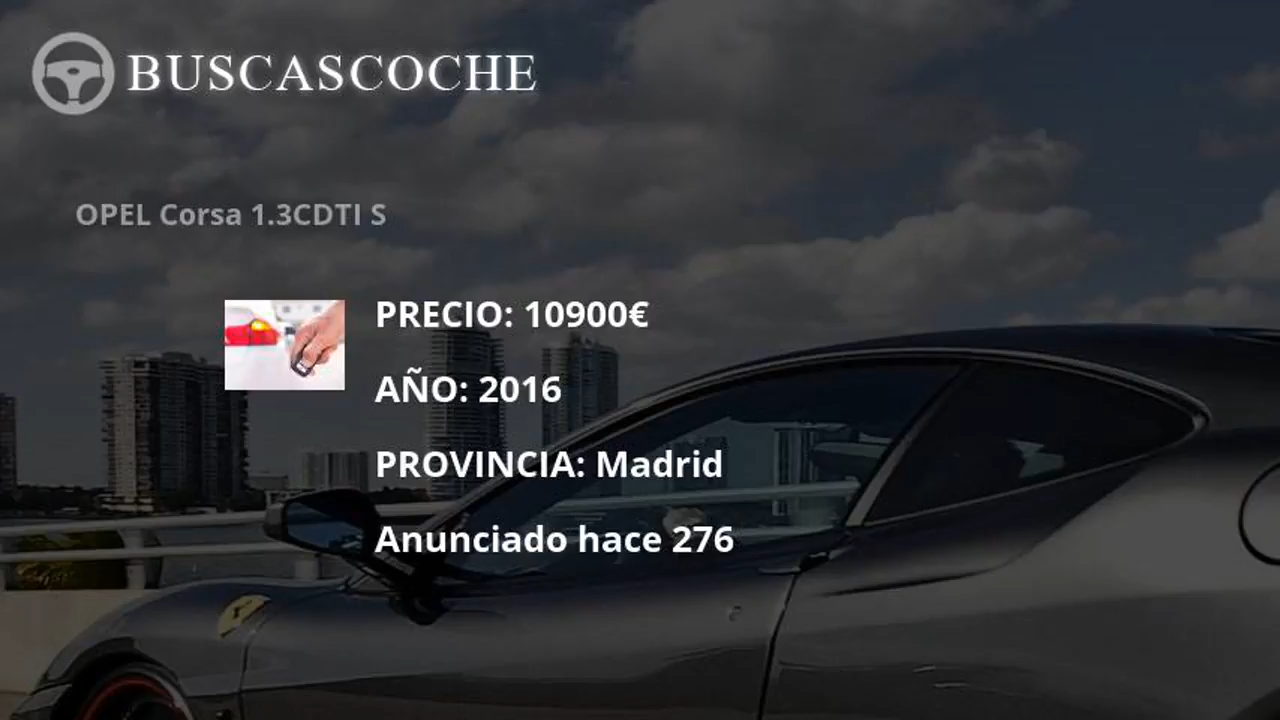 BUSCASCOCHE
OPEL Corsa 1.3CDTI S
PRECIO: 10900€
AÑO: 2016
PROVINCIA: Madrid
Anunciado hace 276